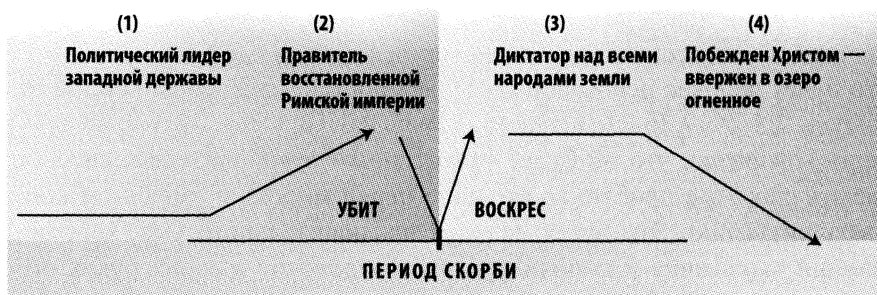 (1)
Политический лидер
западной державы
(2)
Правитель
восстановленной
Римской империи
(3)
Диктатор над всеми
народами земли
(4)
Побежден Христом —
ввержен в озеро
огненное
УБИТ
ВОСКРЕС
ПЕРИОД СКОРБИ